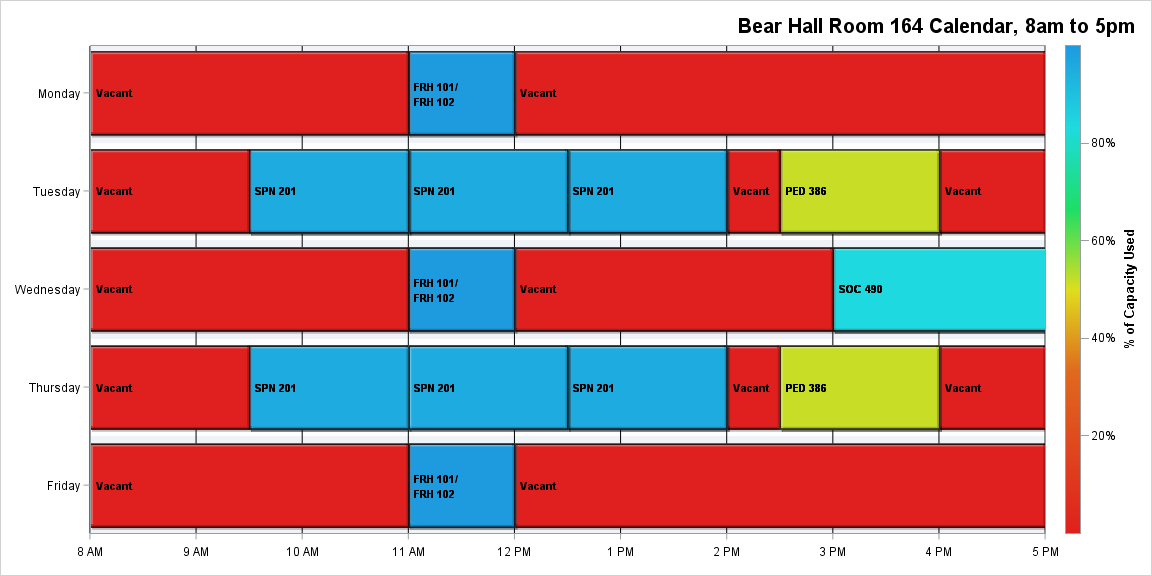 Bear Hall Room 164 Calendar, 8am to 5pm
Monday
Vacant
FRH 101/
FRH 102
Vacant
Tuesday
Vacant
SPN 201
SPN 201
SPN 201
Vacant
PED 386
Vacant
Wednesday
Vacant
FRH 101/
FRH 102
Vacant
SOC 490
Thursday
Vacant
SPN 201
SPN 201
SPN 201
Vacant
PED 386
Vacant
Friday
Vacant
FRH 101/
FRH 102
Vacant
8 AM
9 AM
10 AM
11 AM
12 PM
1 PM
2 PM
3 PM
4 PM
5 PM
80%
60%
40%
20%
% of Capacity Used